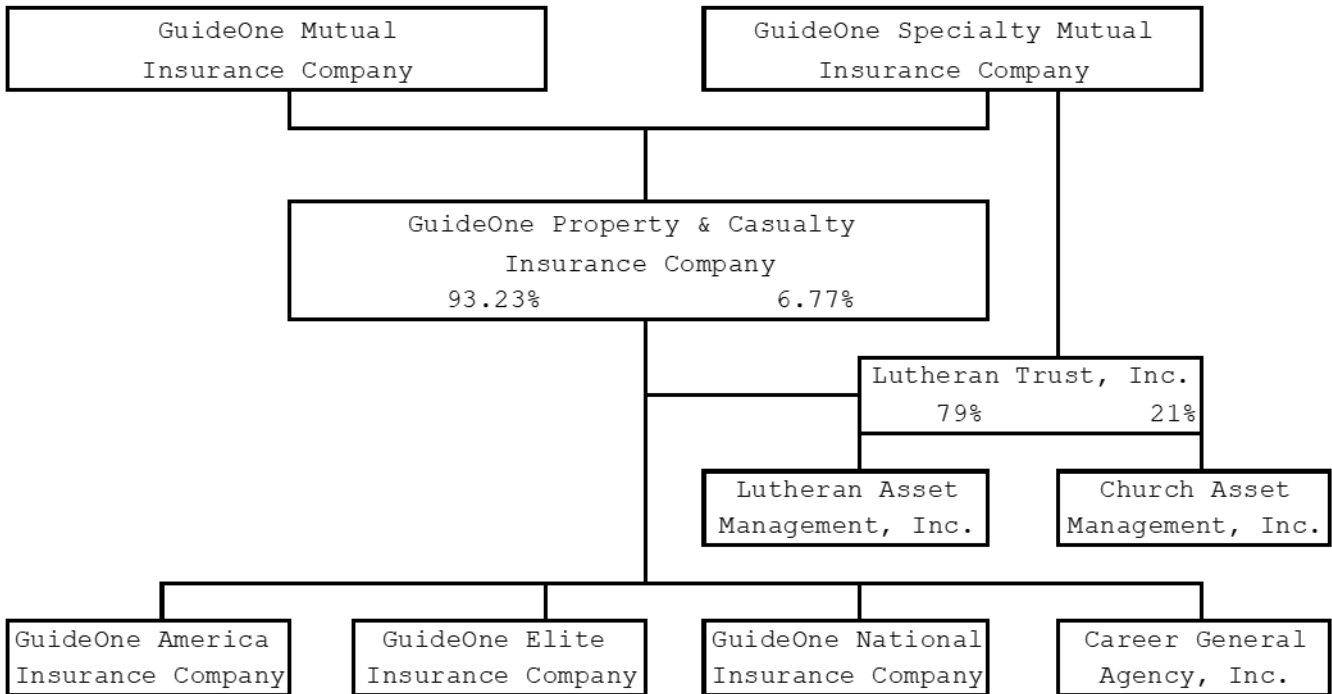 GuideOne Mutual
Insurance Company
GuideOne Specialty Mutual
Insurance Company
GuideOne Property & Casualty
Insurance Company
93.23% 6.77%
Lutheran Trust, Inc.
79% 21%
Lutheran Asset
Management, Inc.
Church Asset
Management, Inc.
GuideOne America
Insurance Company
GuideOne Elite
Insurance Company
GuideOne National
Insurance Company
Career General
Agency, Inc.